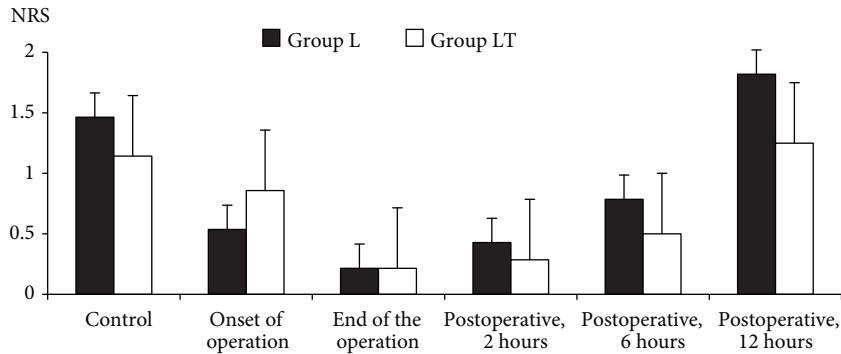 NRS
Group L
Group LT
2
1.5
1
0.5
0
Control
Onset of
operation
End of the
operation
Postoperative,
2 hours
Postoperative,
6 hours
Postoperative,
12 hours